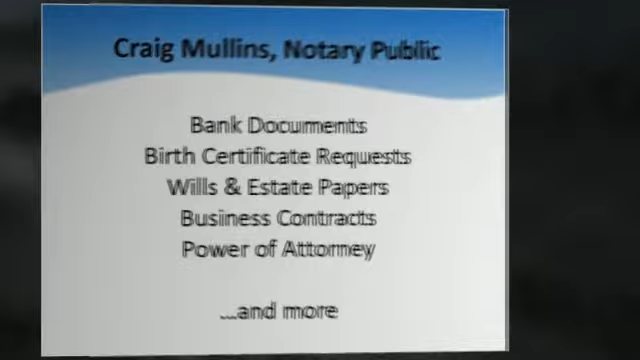 Craig Mullins, Notary Public
Bank Documents
Birth Certificate Requests
Wills & Estate Papers
Business Contracts
Power of Attorney
...and more